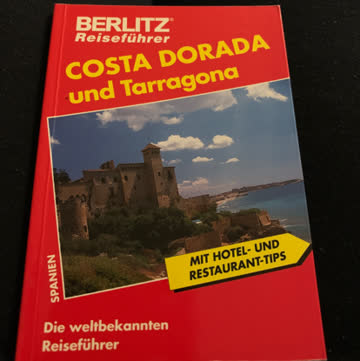 BERLITZ®
Reiseführer
COSTA DORADA
und Tarragona
MIT HOTEL- UND
RESTAURANT-TIPS
SPANIEN
Die weltbekannten
Reiseführer